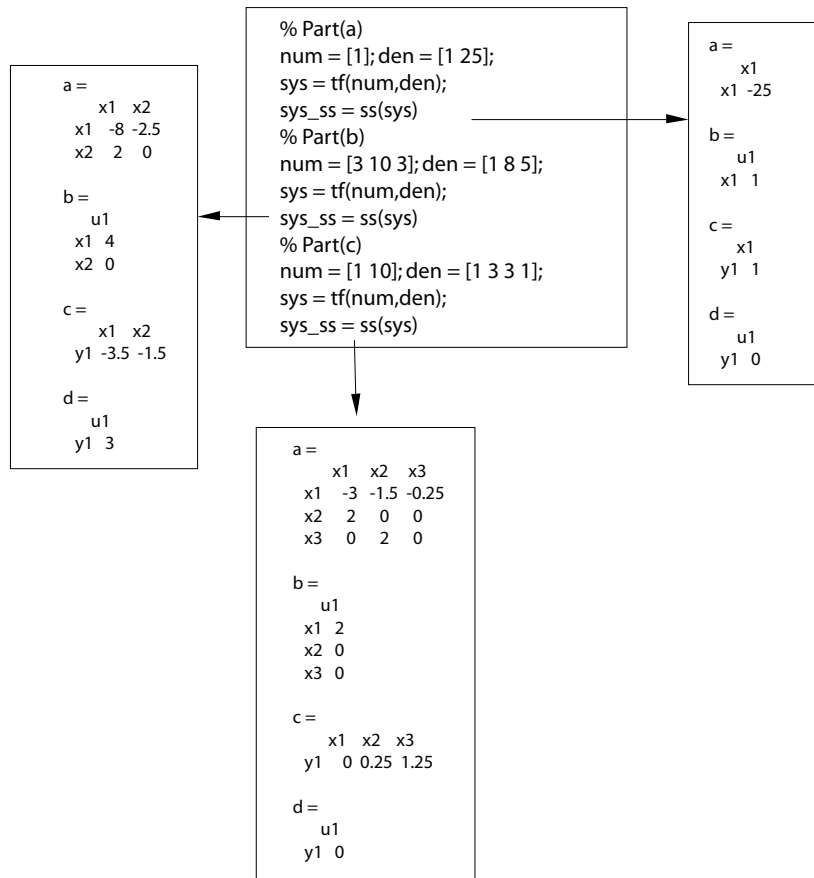 % Part(a)
num = [1]; den = [1 25];
sys = tf(num,den);
sys_ss = ss(sys)
% Part(b)
num = [3 10 3]; den = [1 8 5];
sys = tf(num,den);
sys_ss = ss(sys)
% Part(c)
num = [1 10]; den = [1 3 3 1];
sys = tf(num,den);
sys_ss = ss(sys)
a =
x1 x2
x1 -8 -2.5
x2 2 0
b =
u1
x1 4
x2 0
c =
x1 x2
y1 -3.5 -1.5
d =
u1
y1 3
a =
x1
x1 -25
b =
u1
x1 1
c =
x1
y1 1
d =
u1
y1 0
a =
x1 x2 x3
x1 -3 -1.5 -0.25
x2 2 0 0
x3 0 2 0
b =
u1
x1 2
x2 0
x3 0
c =
x1 x2 x3
y1 0 0.25 1.25
d =
u1
y1 0